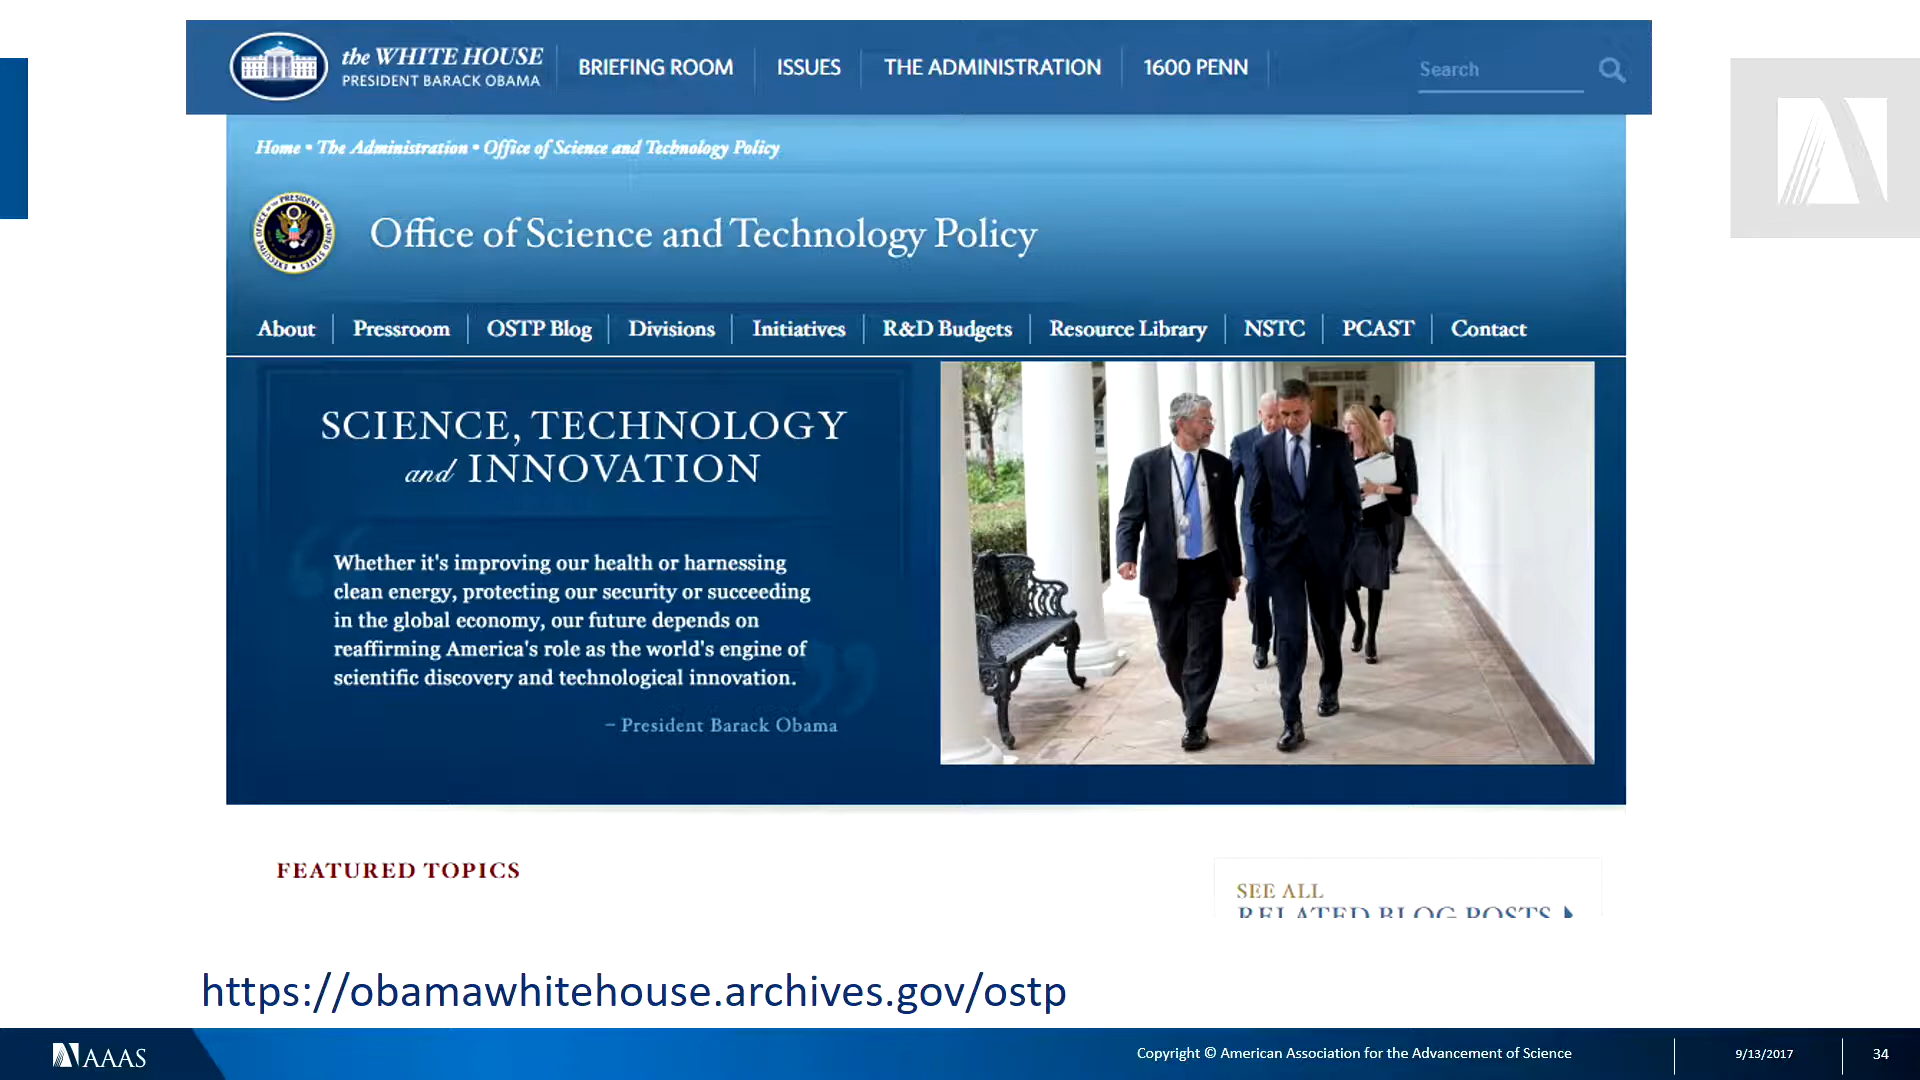 the WHITE HOUSE
PRESIDENT BARACK OBAMA
BRIEFING ROOM
ISSUES
THE ADMINISTRATION
1600 PENN
Search
Home • The Administration • Office of Science and Technology Policy
Office of Science and Technology Policy
About
Pressroom
OSTP Blog
Divisions
Initiatives
R&D Budgets
Resource Library
NSTC
PCAST
Contact
SCIENCE, TECHNOLOGY
and INNOVATION
Whether it's improving our health or harnessing
clean energy, protecting our security or succeeding
in the global economy, our future depends on
reaffirming America's role as the world's engine of
scientific discovery and technological innovation.
– President Barack Obama
FEATURED TOPICS
SEE ALL
RELATED BLOG POSTS
https://obamawhitehouse.archives.gov/ostp
AAAS
Copyright © American Association for the Advancement of Science
9/13/2017
34